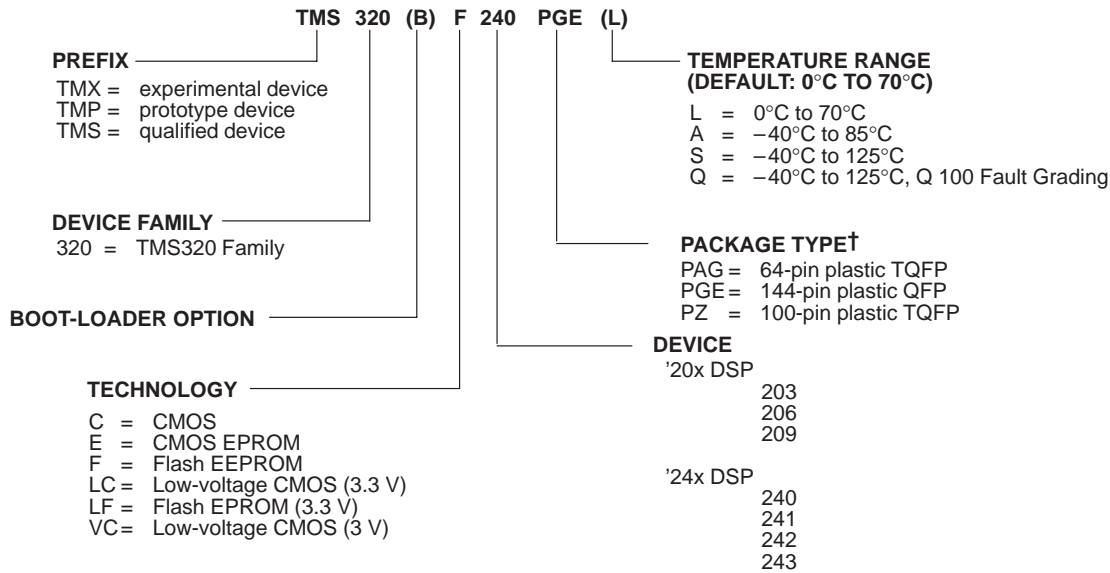 TMS 320 (B) F 240 PGE (L)
PREFIX
TMX = experimental device
TMP = prototype device
TMS = qualified device
DEVICE FAMILY
320 = TMS320 Family
BOOT-LOADER OPTION
TECHNOLOGY
C = CMOS
E = CMOS EPROM
F = Flash EEPROM
LC = Low-voltage CMOS (3.3 V)
LF = Flash EPROM (3.3 V)
VC = Low-voltage CMOS (3 V)
TEMPERATURE RANGE
(DEFAULT: 0°C TO 70°C)
L = 0°C to 70°C
A = –40°C to 85°C
S = –40°C to 125°C
Q = –40°C to 125°C, Q 100 Fault Grading
PACKAGE TYPE†
PAG = 64-pin plastic TQFP
PGE = 144-pin plastic QFP
PZ = 100-pin plastic TQFP
DEVICE
’20x DSP
203
206
209
’24x DSP
240
241
242
243